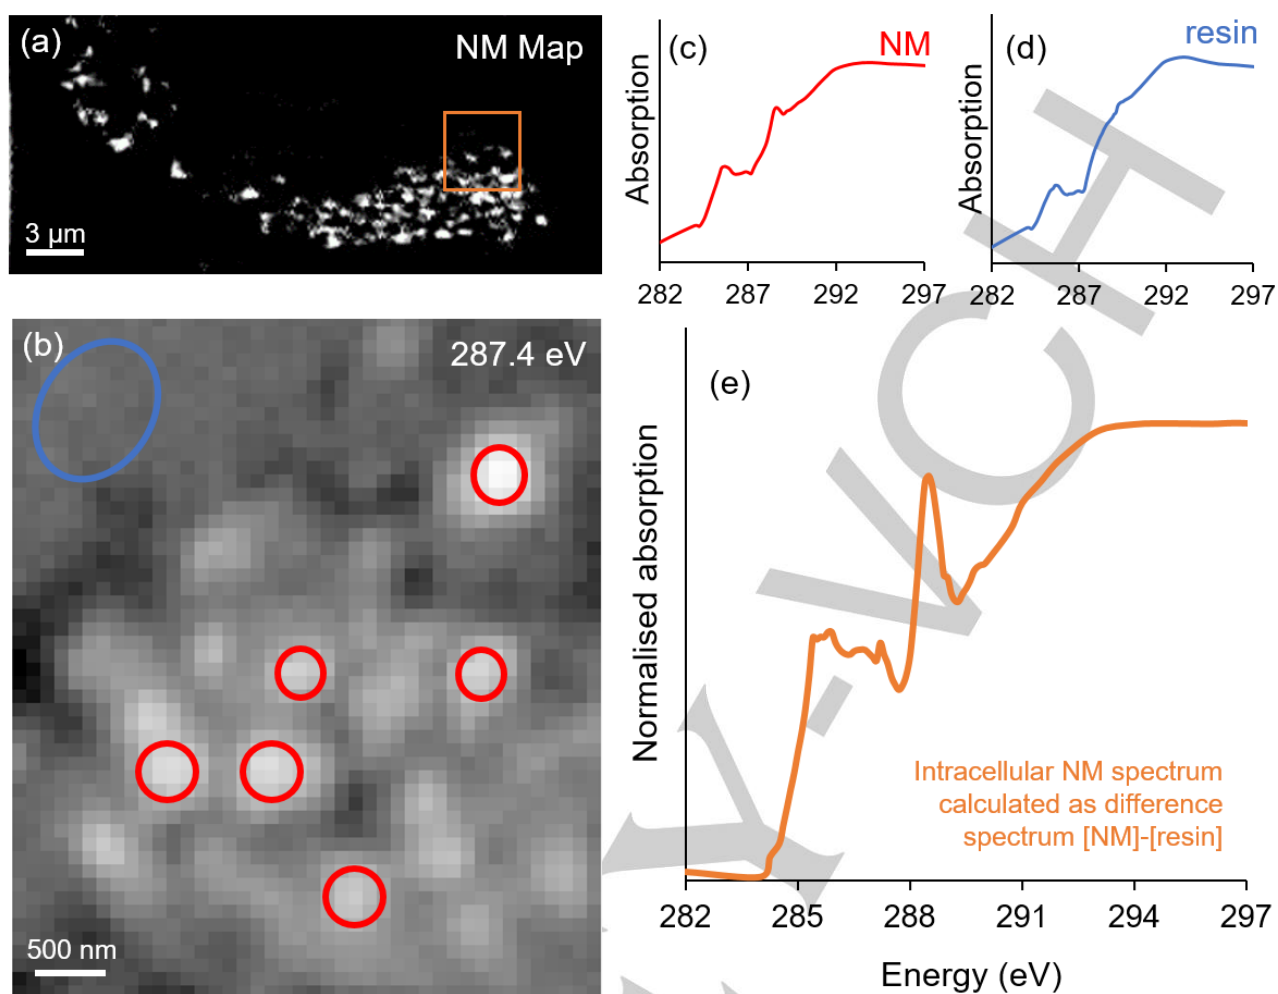 (a)
NM Map
3 µm
(b)
287.4 eV
500 nm
(c)
NM
Absorption
282 287 292 297
(d)
resin
Absorption
282 287 292 297
(e)
Normalised absorption
Intracellular NM spectrum
calculated as difference
spectrum [NM]-[resin]
282 285 288 291 294 297
Energy (eV)
Y-VCH